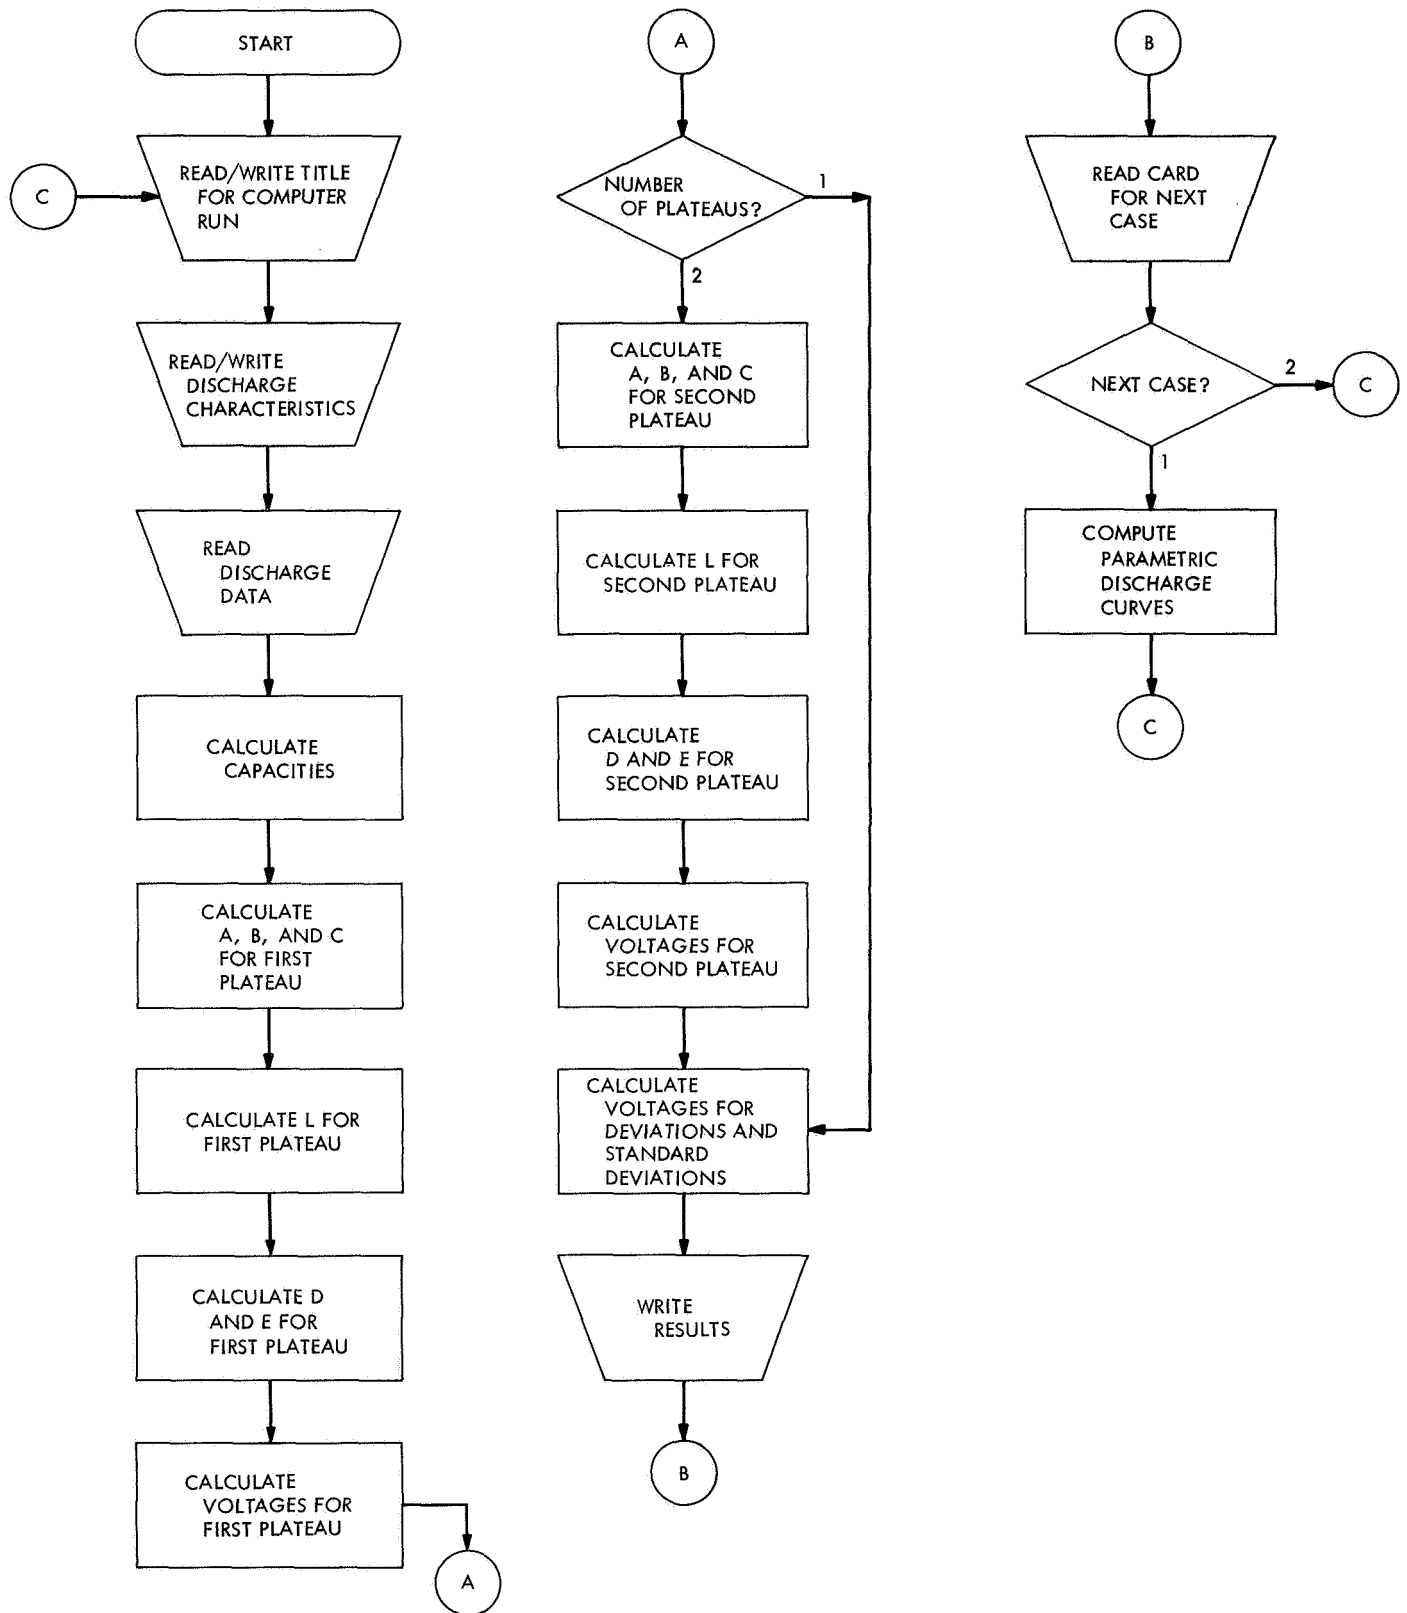 START
C
READ/WRITE TITLE
FOR COMPUTER
RUN
READ/WRITE
DISCHARGE
CHARACTERISTICS
READ
DISCHARGE
DATA
CALCULATE
CAPACITIES
CALCULATE
A, B, AND C
FOR FIRST
PLATEAU
CALCULATE L FOR
FIRST PLATEAU
CALCULATE D
AND E FOR
FIRST PLATEAU
CALCULATE
VOLTAGES FOR
FIRST PLATEAU
A
A
NUMBER
OF PLATEAUS?
1
2
CALCULATE
A, B, AND C
FOR SECOND
PLATEAU
CALCULATE L FOR
SECOND PLATEAU
CALCULATE
D AND E FOR
SECOND PLATEAU
CALCULATE
VOLTAGES FOR
SECOND PLATEAU
CALCULATE
VOLTAGES FOR
DEVIATIONS AND
STANDARD
DEVIATIONS
WRITE
RESULTS
B
B
READ CARD
FOR NEXT
CASE
NEXT CASE?
2
C
1
COMPUTE
PARAMETRIC
DISCHARGE
CURVES
C